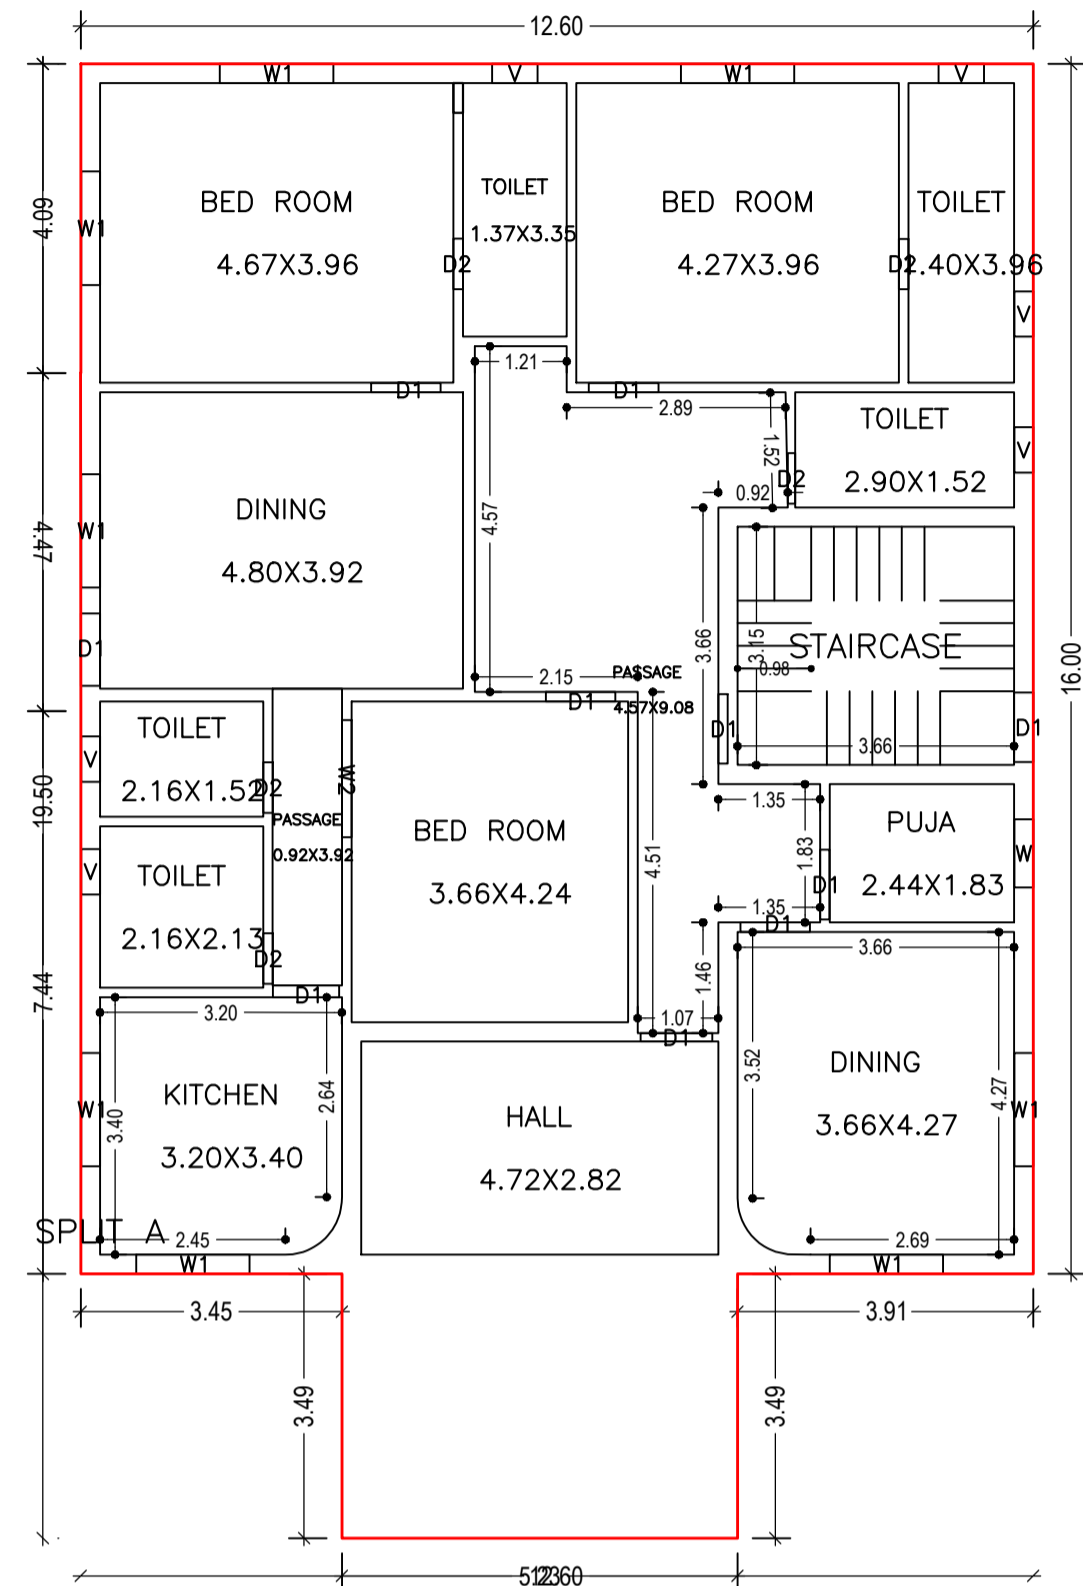 12.60
W1
V
W1
V
4.09
BED ROOM
4.67X3.96
TOILET
1.37X3.35
BED ROOM
4.27X3.96
TOILET
1.40X3.96
W1
D2
D2
V
D1
1.21
D1
2.89
1.52
TOILET
2.90X1.52
V
D2
0.92
4.47
W1
DINING
4.80X3.92
4.57
D1
3.66
3.15
STAIRCASE
0.98
16.00
2.15
PASSAGE
4.57X9.08
D1
D1
3.66
D1
TOILET
2.16X1.52
V
D2
W2
19.50
PASSAGE
0.92X3.92
BED ROOM
3.66X4.24
4.51
1.35
1.83
PUJA
2.44X1.83
W
D1
V
TOILET
2.16X2.13
D2
1.35
D1
3.66
7.44
D1
3.20
1.46
1.07
D1
W1
3.40
KITCHEN
3.20X3.40
2.64
HALL
4.72X2.82
3.52
DINING
3.66X4.27
4.27
W1
SPLIT A
2.45
W1
2.69
W1
3.45
3.91
3.49
3.49
12.60